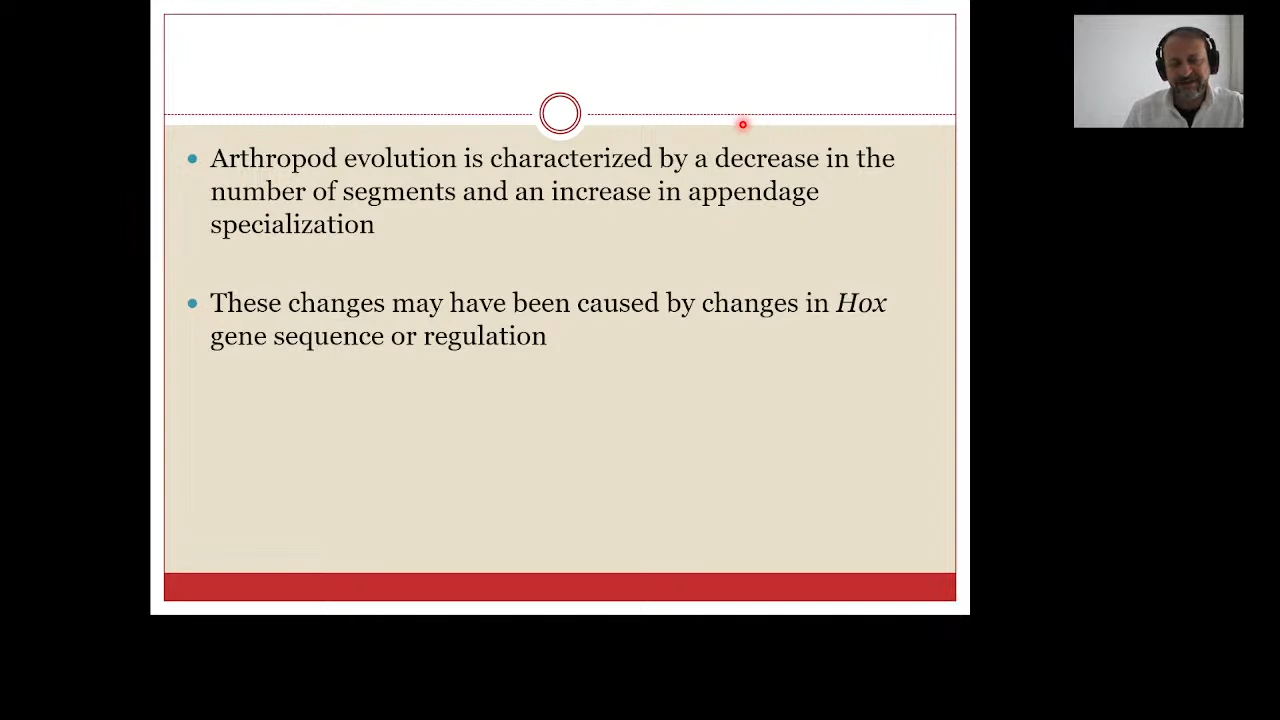 Arthropod evolution is characterized by a decrease in the
number of segments and an increase in appendage
specialization
These changes may have been caused by changes in Hox
gene sequence or regulation